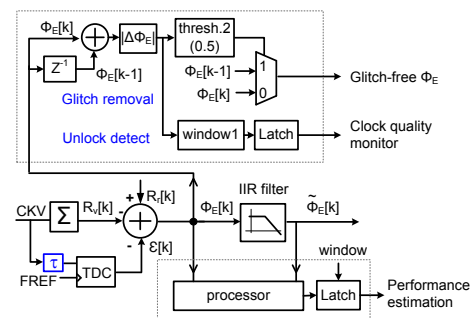 Φ_E[k]
|ΔΦ_E|
thresh.2
(0.5)
Z⁻¹
Φ_E[k-1]
Φ_E[k-1]
1
Φ_E[k]
0
Glitch-free Φ_E
Glitch removal
Unlock detect
window1
Latch
Clock quality
monitor
CKV
Σ
R_v[k]
+
R_r[k]
-
-
Φ_E[k]
IIR filter
Φ̃_E[k]
ε[k]
τ
TDC
FREF
window
processor
Latch
Performance
estimation